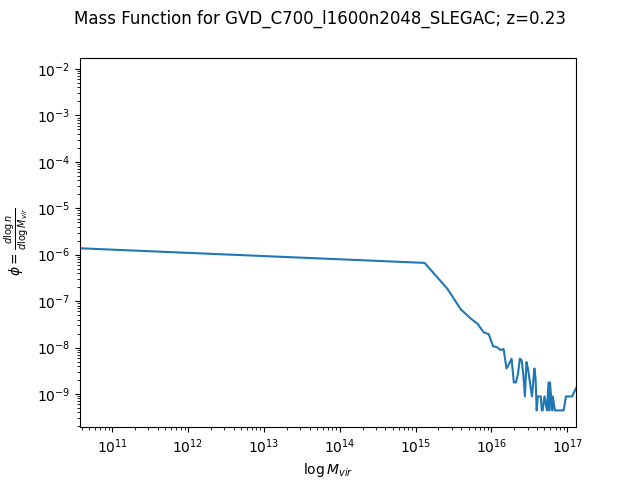 Mass Function for GVD_C700_l1600n2048_SLEGAC; z=0.23
10⁻²
10⁻³
10⁻⁴
10⁻⁵
10⁻⁶
10⁻⁷
10⁻⁸
10⁻⁹
ϕ = d log n / d log M_vir
10¹¹ 10¹² 10¹³ 10¹⁴ 10¹⁵ 10¹⁶ 10¹⁷
log M_vir